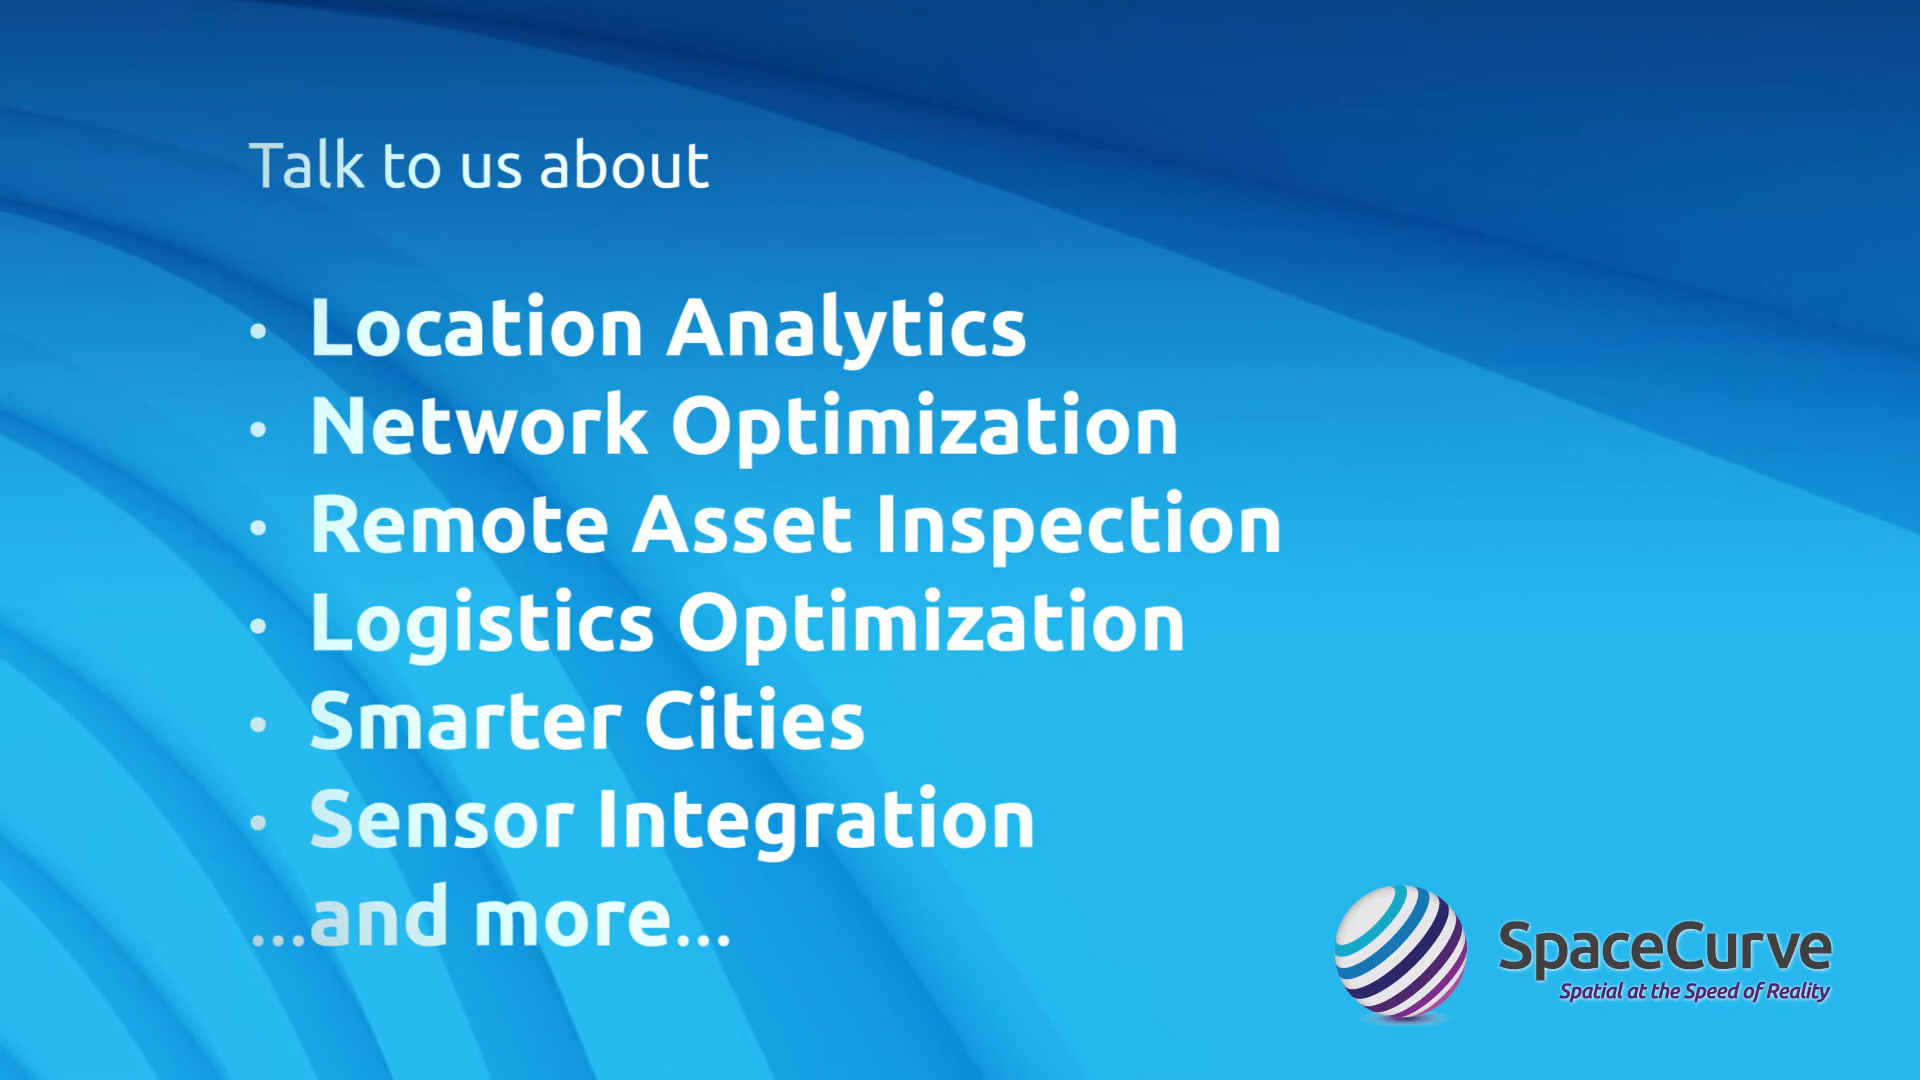 Talk to us about
• Location Analytics
• Network Optimization
• Remote Asset Inspection
• Logistics Optimization
• Smarter Cities
• Sensor Integration
...and more...
SpaceCurve
Spatial at the Speed of Reality